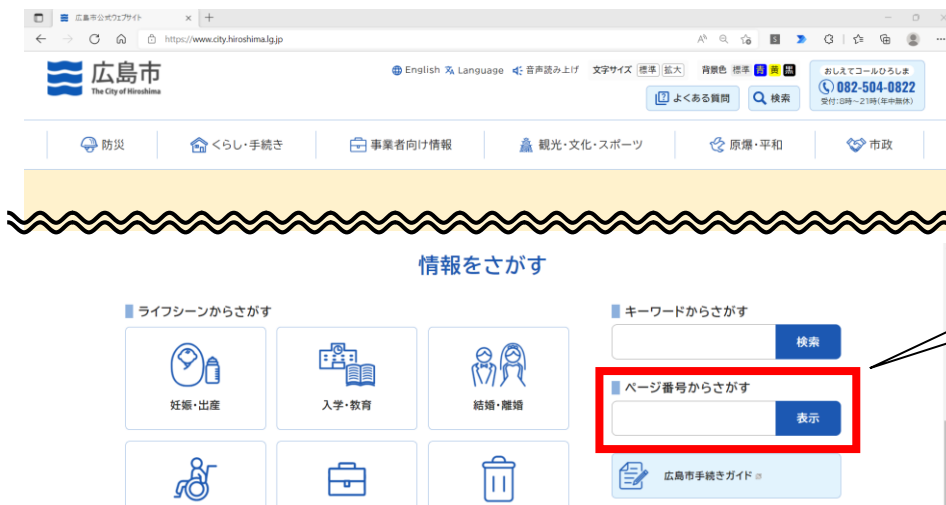 広島市公式ウェブサイト
https://www.city.hiroshima.lg.jp
広島市
The City of Hiroshima
English Language 音声読み上げ 文字サイズ 標準 拡大 背景色 標準 青 黄 黒
おしえてコールひろしま
082-504-0822
受付:8時～21時(年中無休)
よくある質問 検索
防災 くらし・手続き 事業者向け情報 観光・文化・スポーツ 原爆・平和 市政
情報をさがす
ライフシーンからさがす
妊娠・出産 入学・教育 結婚・離婚
キーワードからさがす
検索
ページ番号からさがす
表示
広島市手続きガイド